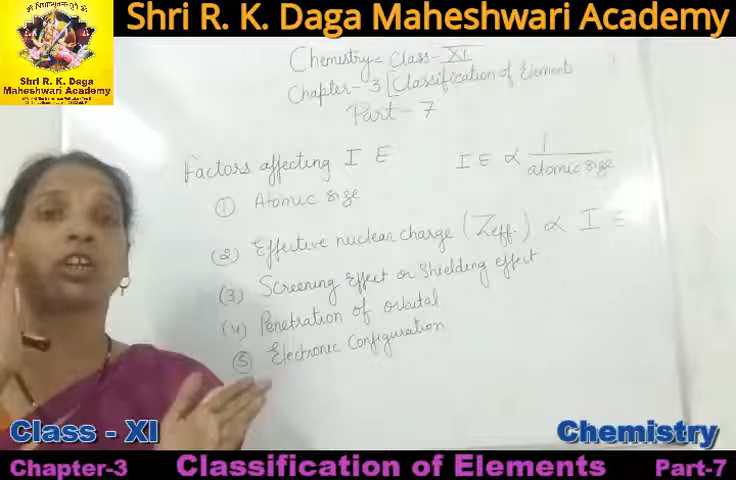 Shri R. K. Daga Maheshwari Academy
Shri R. K. Daga
Maheshwari Academy
Chemistry = Class - XI
Chapter - 3 [Classification of Elements
Part - 7
Factors affecting I E
I E ∝ 1 / atomic size
(1) Atomic size
(2) Effective nuclear charge (Zeff.) ∝ I E
(3) Screening Effect or Shielding effect
(4) Penetration of orbital
(5) Electronic Configuration
Class - XI
Chemistry
Chapter-3 Classification of Elements Part-7